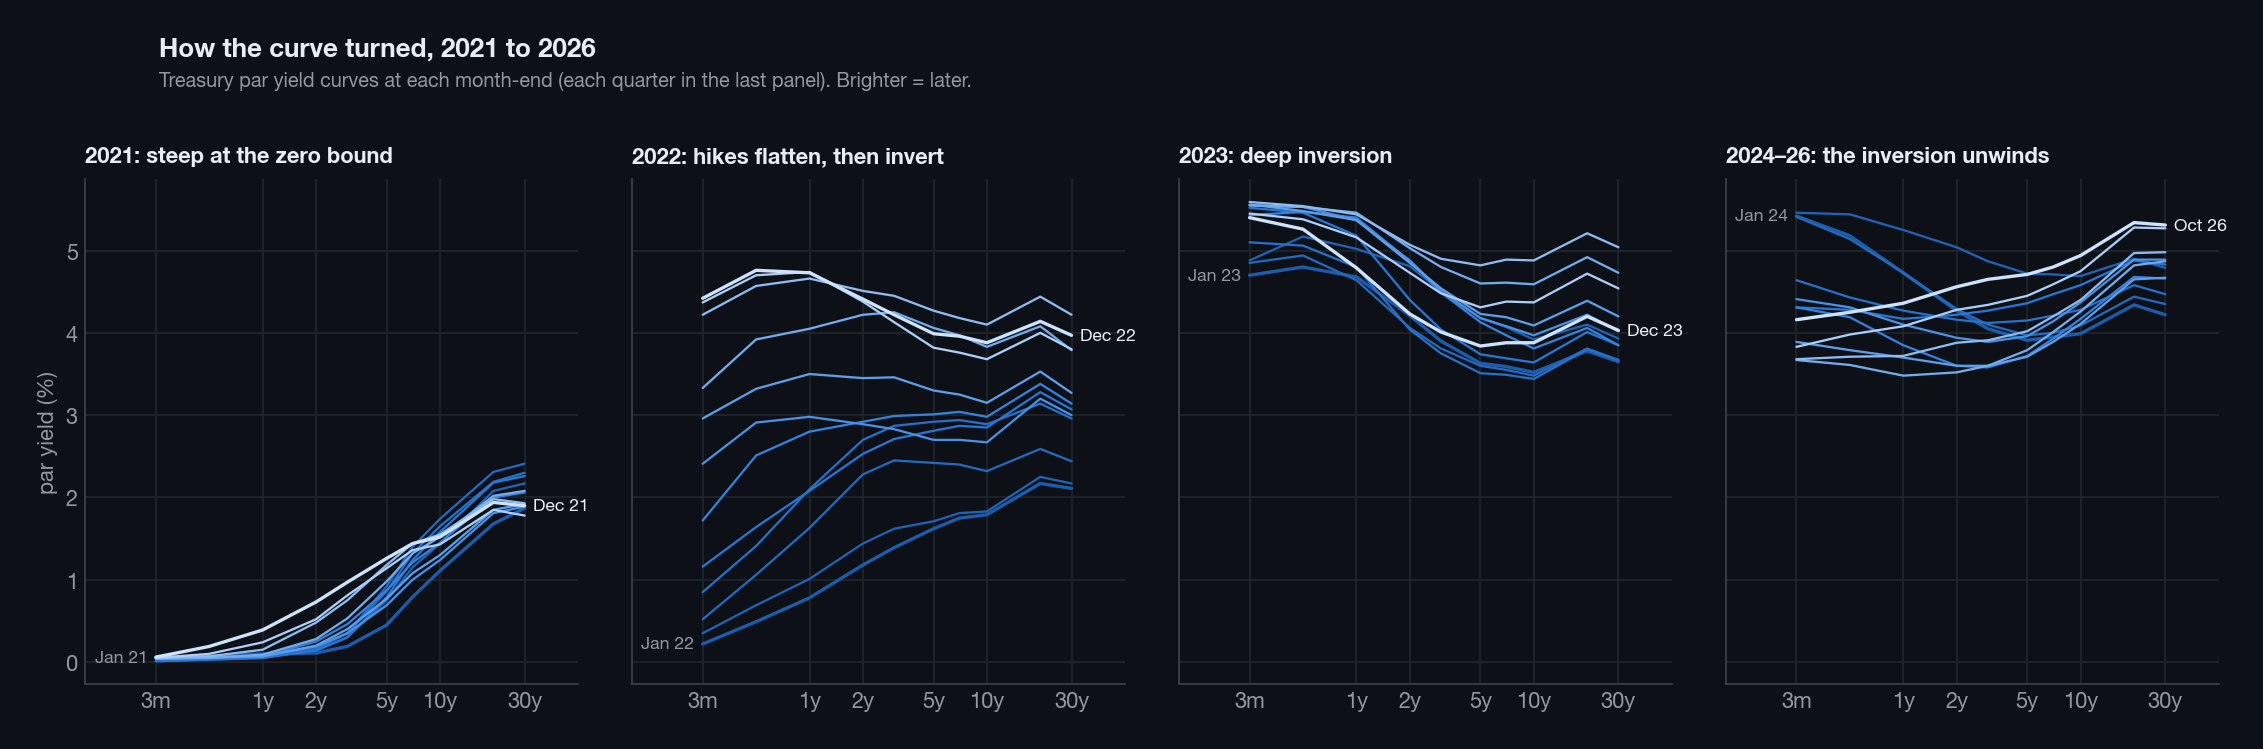 How the curve turned, 2021 to 2026
Treasury par yield curves at each month-end (each quarter in the last panel). Brighter = later.
2021: steep at the zero bound
2022: hikes flatten, then invert
2023: deep inversion
2024–26: the inversion unwinds
par yield (%)
5
4
3
2
1
0
Jan 21
Dec 21
3m 1y 2y 5y 10y 30y
Jan 22
Dec 22
3m 1y 2y 5y 10y 30y
Jan 23
Dec 23
3m 1y 2y 5y 10y 30y
Jan 24
Oct 26
3m 1y 2y 5y 10y 30y